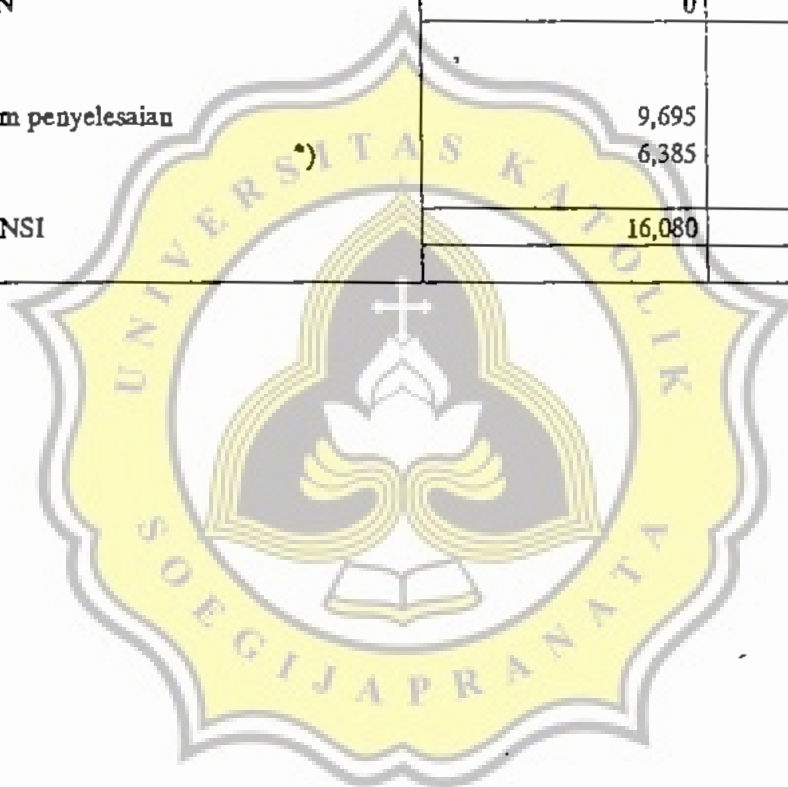 N 0
m penyelesaian 9,695
*) 6,385
NSI 16,080
UNIVERSITAS KATOLIK
SOEGIJAPRANATA